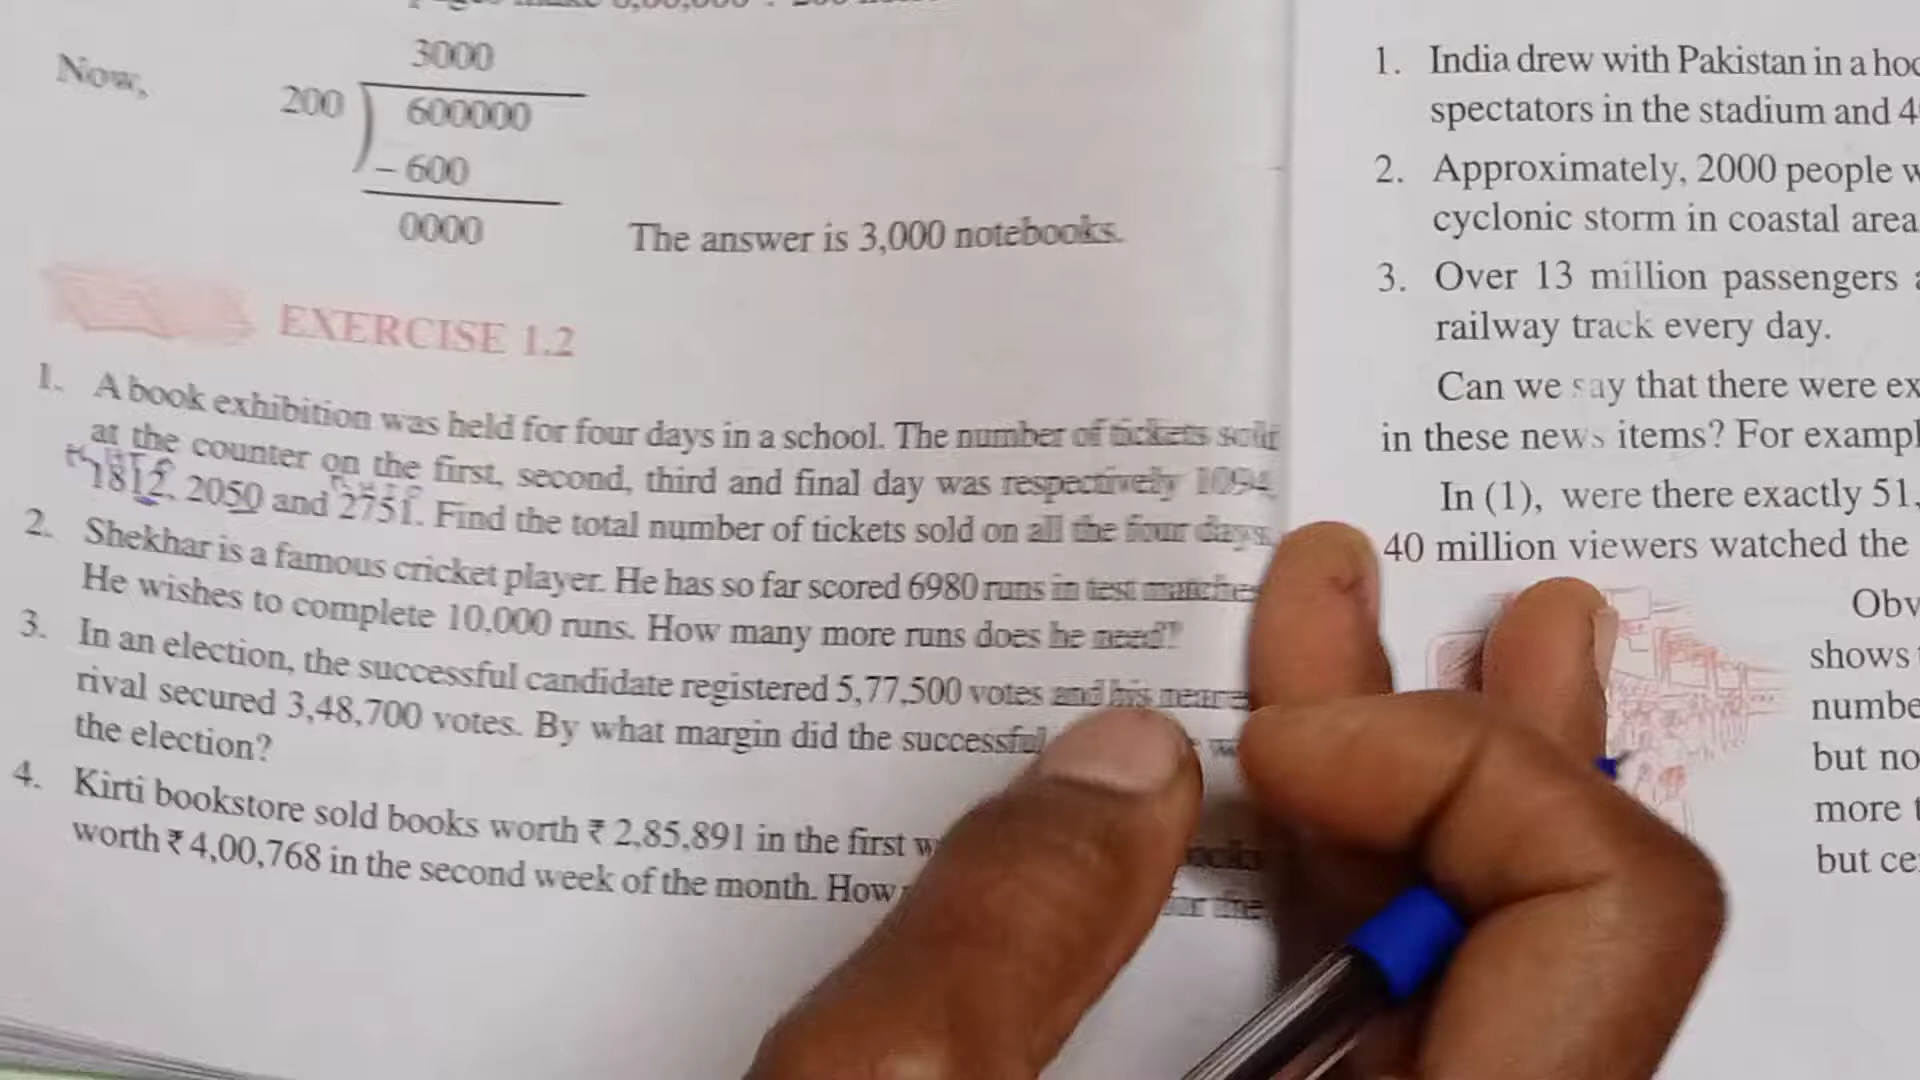 3000
Now,
200 600000
– 600
0000
The answer is 3,000 notebooks.
EXERCISE 1.2
1. A book exhibition was held for four days in a school. The number of tickets sold
at the counter on the first, second, third and final day was respectively 1094,
1812, 2050 and 2751. Find the total number of tickets sold on all the four days.
2. Shekhar is a famous cricket player. He has so far scored 6980 runs in test matches
He wishes to complete 10,000 runs. How many more runs does he need?
3. In an election, the successful candidate registered 5,77,500 votes and his neare
rival secured 3,48,700 votes. By what margin did the successful
the election?
4. Kirti bookstore sold books worth ₹ 2,85,891 in the first w
worth ₹ 4,00,768 in the second week of the month. How for the
1. India drew with Pakistan in a hoc
spectators in the stadium and 4
2. Approximately, 2000 people w
cyclonic storm in coastal area
3. Over 13 million passengers a
railway track every day.
Can we say that there were ex
in these news items? For exampl
In (1), were there exactly 51,
40 million viewers watched the
Obv
shows
numbe
but no
more t
but ce